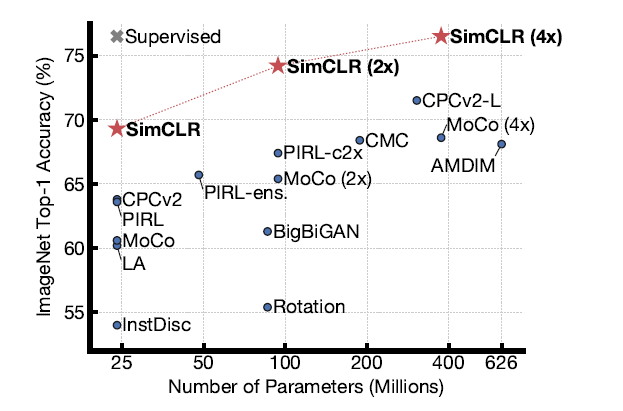 Supervised
SimCLR (4x)
75
SimCLR (2x)
CPCv2-L
70
SimCLR
MoCo (4x)
CMC
PIRL-c2x
AMDIM
65
PIRL-ens.
MoCo (2x)
CPCv2
PIRL
MoCo
BigBiGAN
60
LA
55
Rotation
InstDisc
25 50 100 200 400 626
Number of Parameters (Millions)
ImageNet Top-1 Accuracy (%)